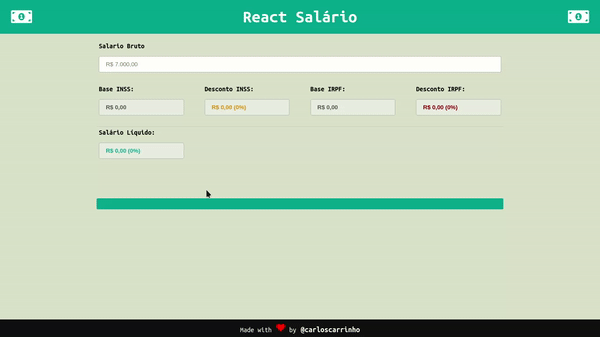 React Salário
Salario Bruto
R$ 7.000,00
Base INSS: Desconto INSS: Base IRPF: Desconto IRPF:
R$ 0,00 R$ 0,00 (0%) R$ 0,00 R$ 0,00 (0%)
Salário Líquido:
R$ 0,00 (0%)
Made with by @carloscarrinho